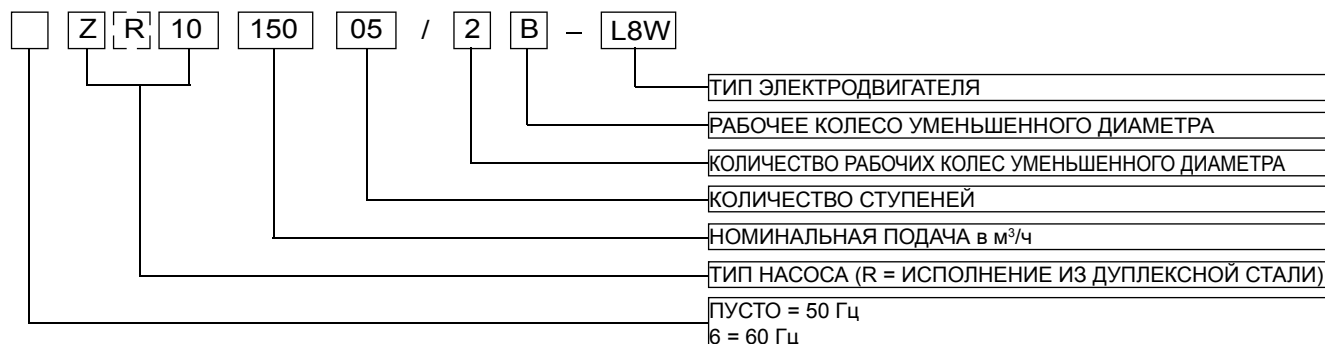 Z R 10 150 05 / 2 B – L8W
ТИП ЭЛЕКТРОДВИГАТЕЛЯ
РАБОЧЕЕ КОЛЕСО УМЕНЬШЕННОГО ДИАМЕТРА
КОЛИЧЕСТВО РАБОЧИХ КОЛЕС УМЕНЬШЕННОГО ДИАМЕТРА
КОЛИЧЕСТВО СТУПЕНЕЙ
НОМИНАЛЬНАЯ ПОДАЧА в м³/ч
ТИП НАСОСА (R = ИСПОЛНЕНИЕ ИЗ ДУПЛЕКСНОЙ СТАЛИ)
ПУСТО = 50 Гц
6 = 60 Гц